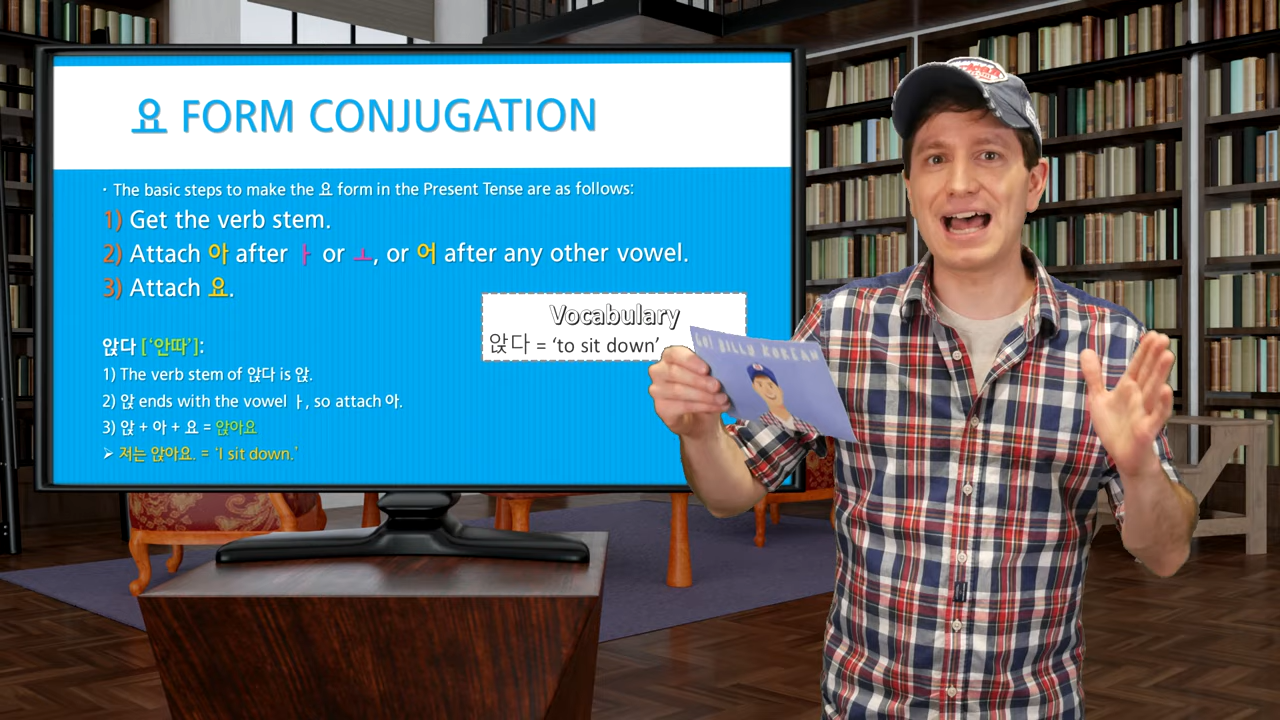 요 FORM CONJUGATION
· The basic steps to make the 요 form in the Present Tense are as follows:
1) Get the verb stem.
2) Attach 아 after ㅏ or ㅗ, or 어 after any other vowel.
3) Attach 요.
Vocabulary
앉다 = ‘to sit down’
앉다 [‘안따’]:
1) The verb stem of 앉다 is 앉.
2) 앉 ends with the vowel ㅏ, so attach 아.
3) 앉 + 아 + 요 = 앉아요
➢ 저는 앉아요. = ‘I sit down.’
GO! BILLY KOREAN